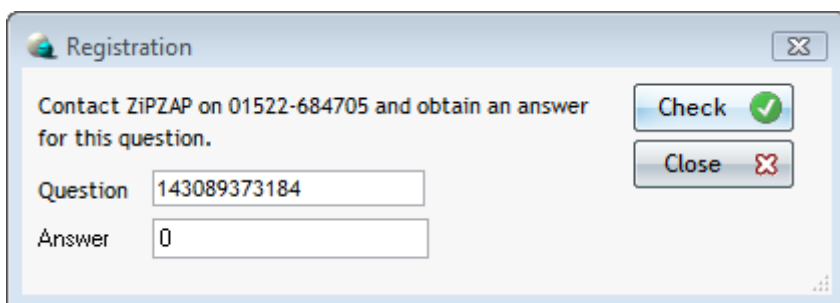 Registration
Contact ZiPZAP on 01522-684705 and obtain an answer
for this question.
Check
Close
Question 143089373184
Answer 0